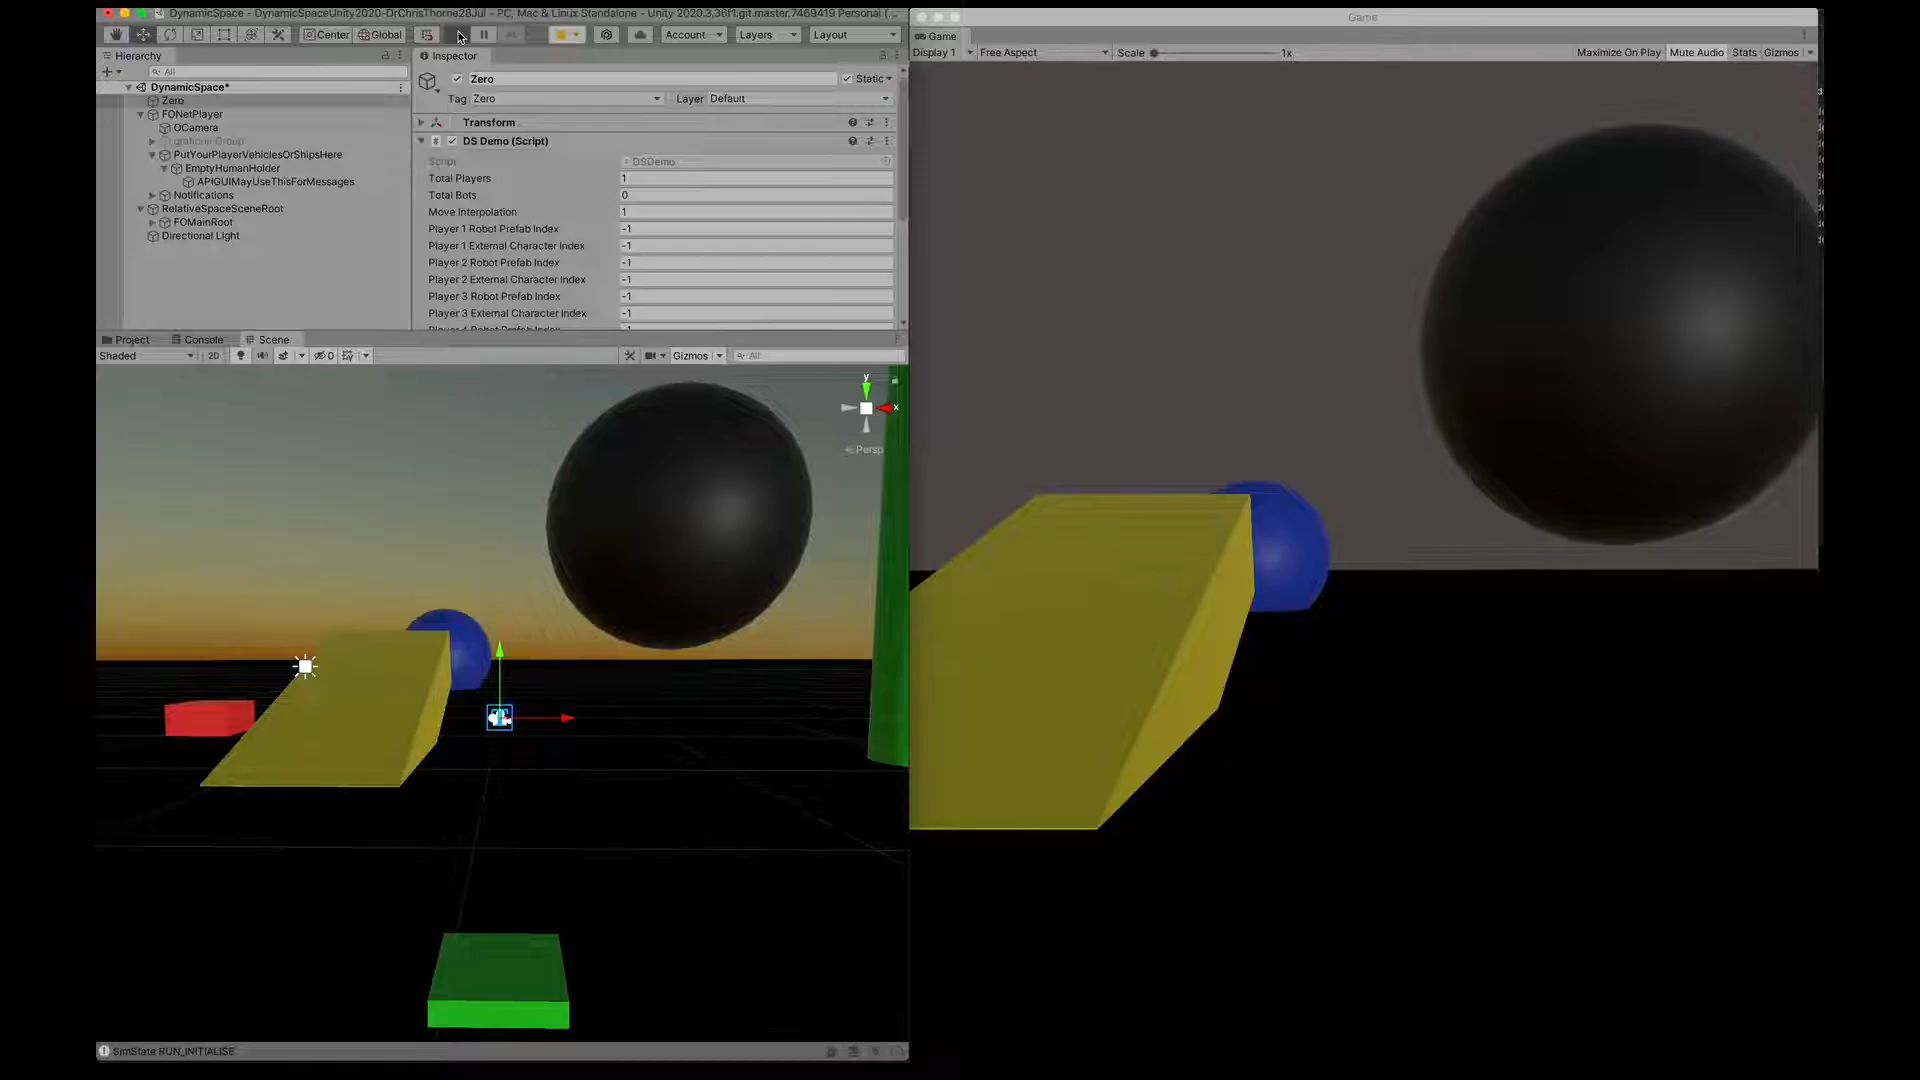 DynamicSpace - DynamicSpaceUnity2020-DrChrisThorne28Jul - PC, Mac & Linux Standalone - Unity 2020.3.36f1.git.master.7469419 Personal (...
Center Global Account Layers Layout
Hierarchy
All
DynamicSpace*
Zero
FONetPlayer
OCamera
PutYourPlayerVehiclesOrShipsHere
EmptyHumanHolder
APIGUIMayUseThisForMessages
Notifications
RelativeSpaceSceneRoot
FOMainRoot
Directional Light
Inspector
Zero Static
Tag Zero Layer Default
Transform
DS Demo (Script)
Script DSDemo
Total Players 1
Total Bots 0
Move Interpolation 1
Player 1 Robot Prefab Index -1
Player 1 External Character Index -1
Player 2 Robot Prefab Index -1
Player 2 External Character Index -1
Player 3 Robot Prefab Index -1
Player 3 External Character Index -1
Project Console Scene
Shaded 2D 0 Gizmos All
y
x
Persp
SimState RUN_INITIALISE
Game
Game
Display 1 Free Aspect Scale 1x Maximize On Play Mute Audio Stats Gizmos